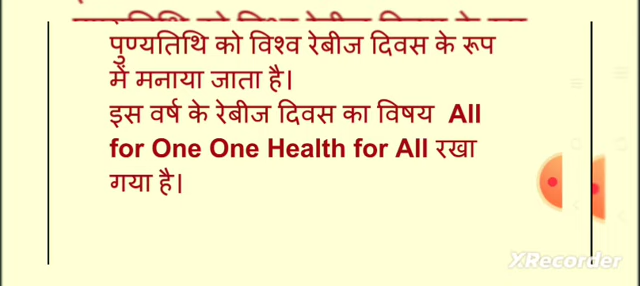 पुण्यतिथि को विश्व रेबीज दिवस के रूप
में मनाया जाता है।
इस वर्ष के रेबीज दिवस का विषय All
for One One Health for All रखा
गया है।
XRecorder